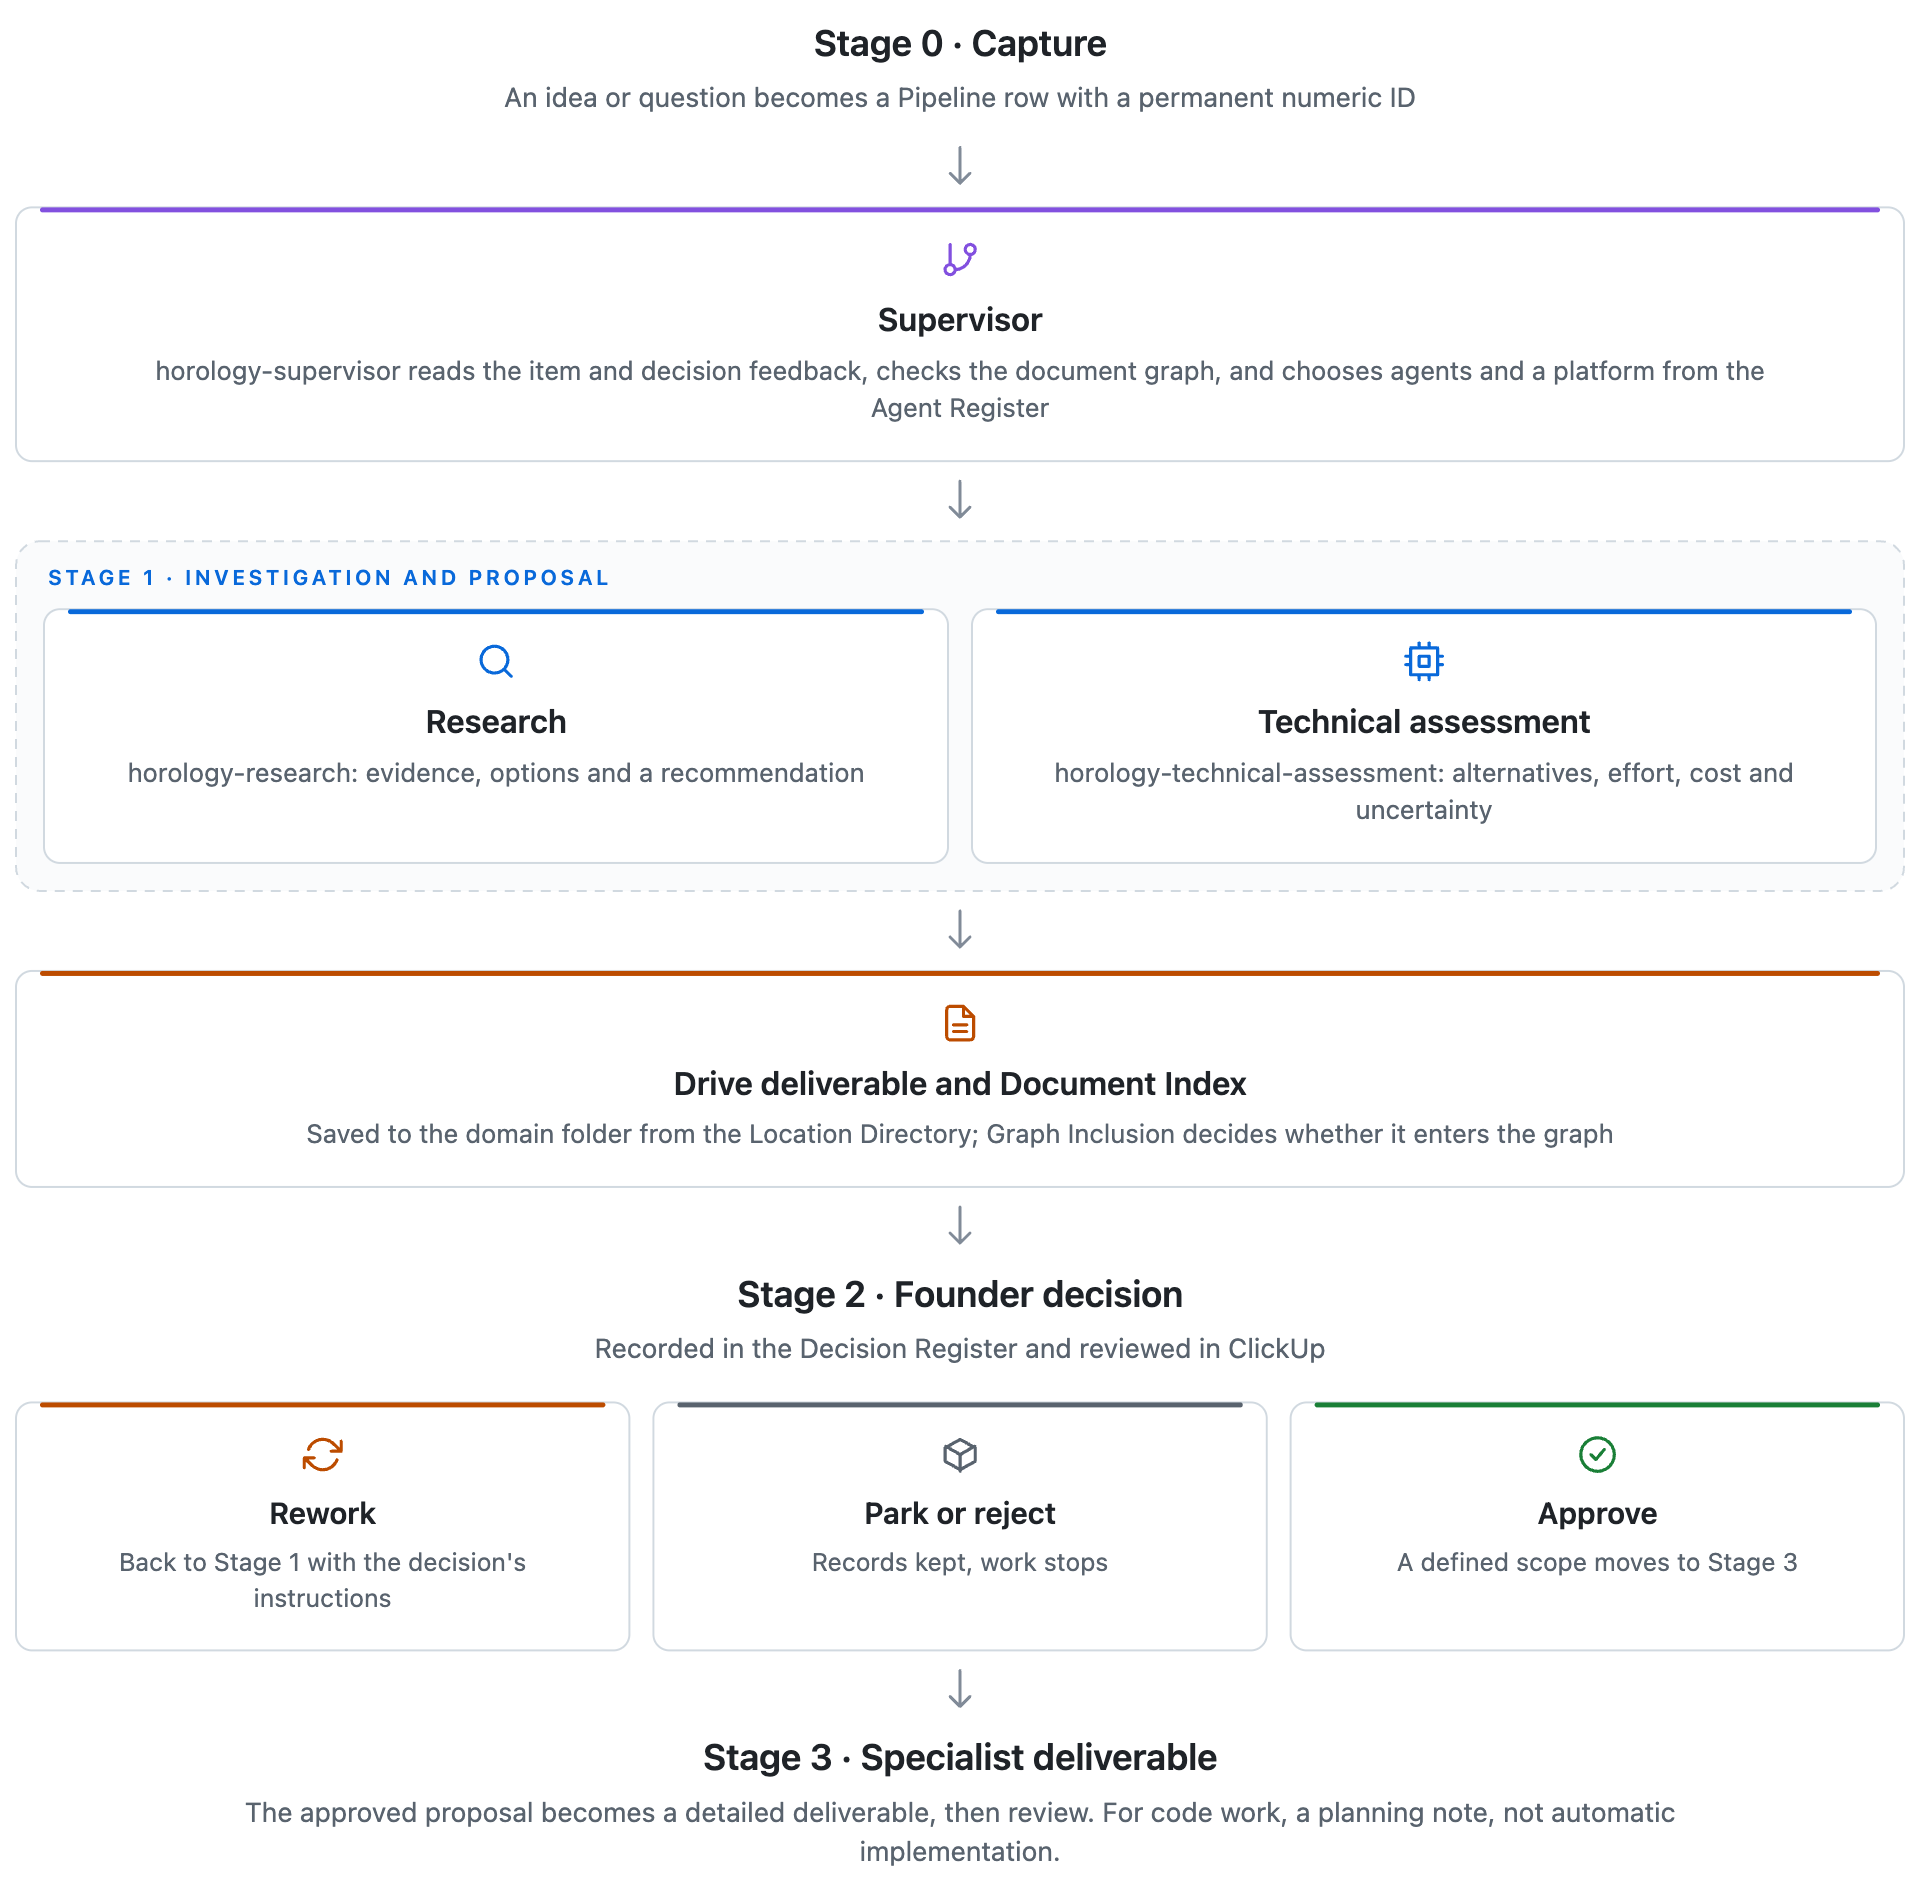 Stage 0 · Capture
An idea or question becomes a Pipeline row with a permanent numeric ID
Supervisor
horology-supervisor reads the item and decision feedback, checks the document graph, and chooses agents and a platform from the
Agent Register
STAGE 1 · INVESTIGATION AND PROPOSAL
Research
horology-research: evidence, options and a recommendation
Technical assessment
horology-technical-assessment: alternatives, effort, cost and
uncertainty
Drive deliverable and Document Index
Saved to the domain folder from the Location Directory; Graph Inclusion decides whether it enters the graph
Stage 2 · Founder decision
Recorded in the Decision Register and reviewed in ClickUp
Rework
Back to Stage 1 with the decision's
instructions
Park or reject
Records kept, work stops
Approve
A defined scope moves to Stage 3
Stage 3 · Specialist deliverable
The approved proposal becomes a detailed deliverable, then review. For code work, a planning note, not automatic
implementation.